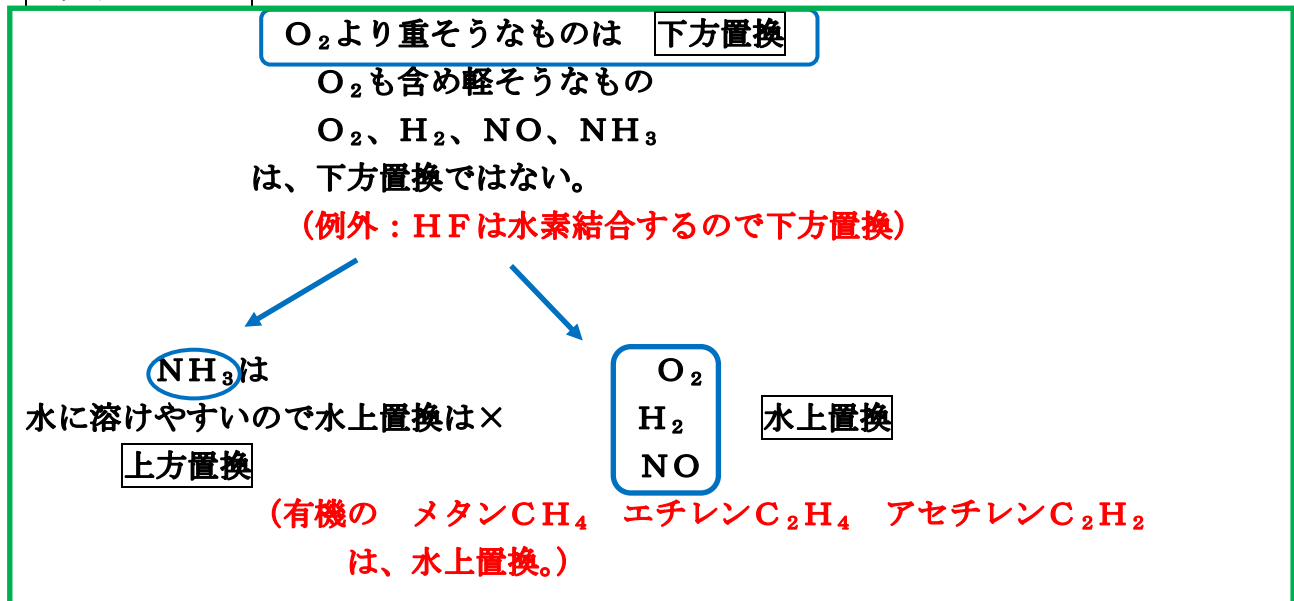 Ｏ₂より重そうなものは　下方置換
Ｏ₂も含め軽そうなもの
Ｏ₂、Ｈ₂、ＮＯ、ＮＨ₃
は、下方置換ではない。
（例外：ＨＦは水素結合するので下方置換）
ＮＨ₃は
水に溶けやすいので水上置換は×
上方置換
Ｏ₂
Ｈ₂
ＮＯ
水上置換
（有機の　メタンＣＨ₄　エチレンＣ₂Ｈ₄　アセチレンＣ₂Ｈ₂
は、水上置換。）